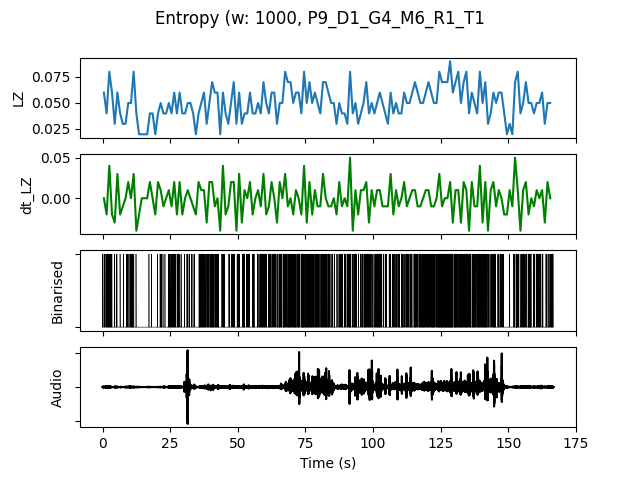 Entropy (w: 1000, P9_D1_G4_M6_R1_T1
LZ
0.075
0.050
0.025
dt_LZ
0.05
0.00
Binarised
Audio
0 25 50 75 100 125 150 175
Time (s)